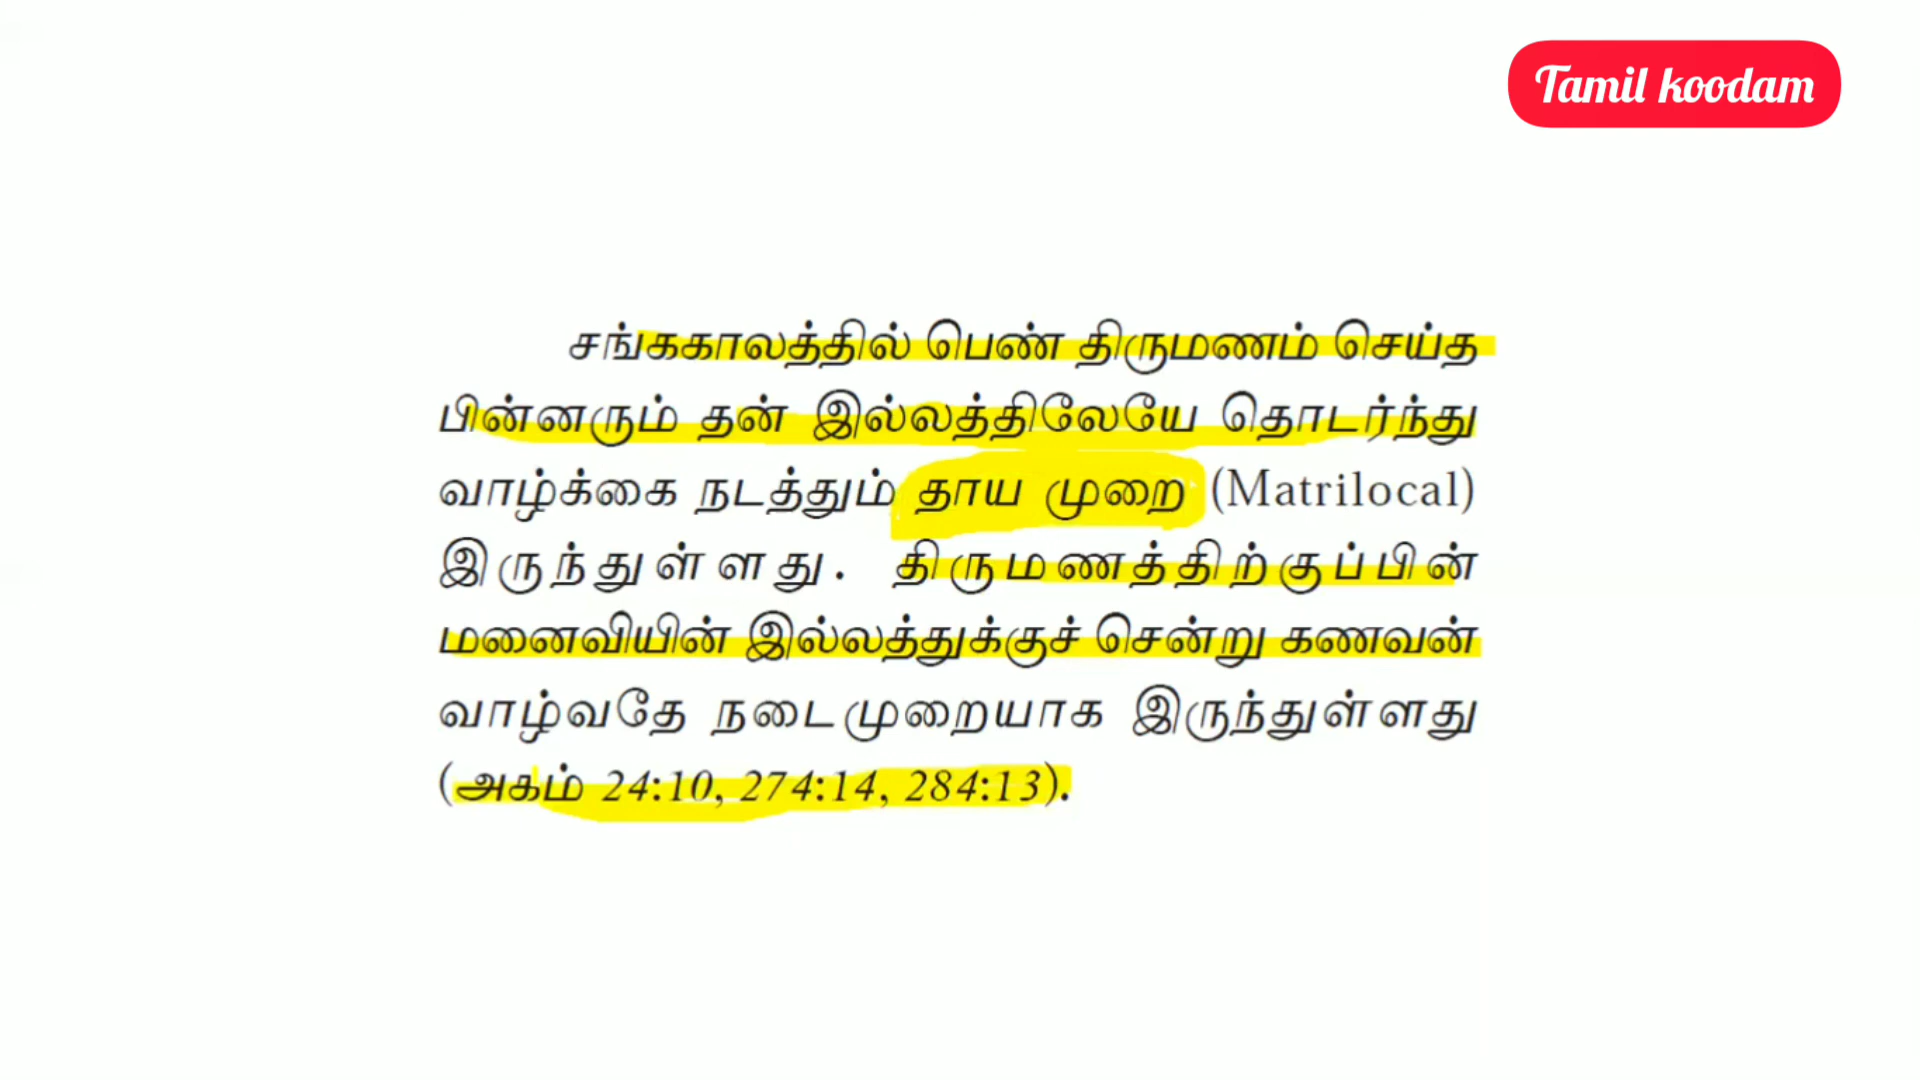 Tamil koodam
சங்ககாலத்தில் பெண் திருமணம் செய்த
பின்னரும் தன் இல்லத்திலேயே தொடர்ந்து
வாழ்க்கை நடத்தும் தாய முறை (Matrilocal)
இருந்துள்ளது. திருமணத்திற்குப்பின்
மனைவியின் இல்லத்துக்குச் சென்று கணவன்
வாழ்வதே நடைமுறையாக இருந்துள்ளது
(அகம் 24:10, 274:14, 284:13).